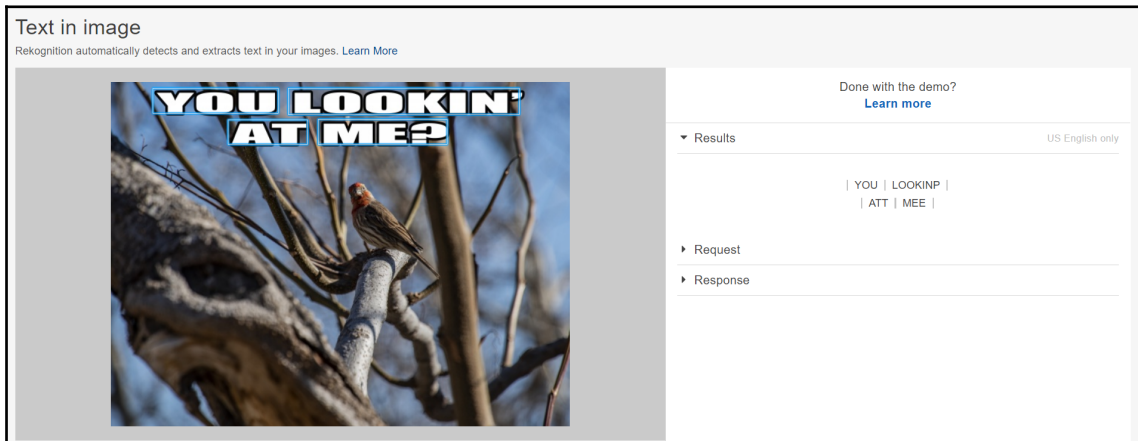 Text in image
Rekognition automatically detects and extracts text in your images. Learn More
YOU LOOKIN'
AT ME?
Done with the demo?
Learn more
Results US English only
| YOU | LOOKINP |
| ATT | MEE |
Request
Response